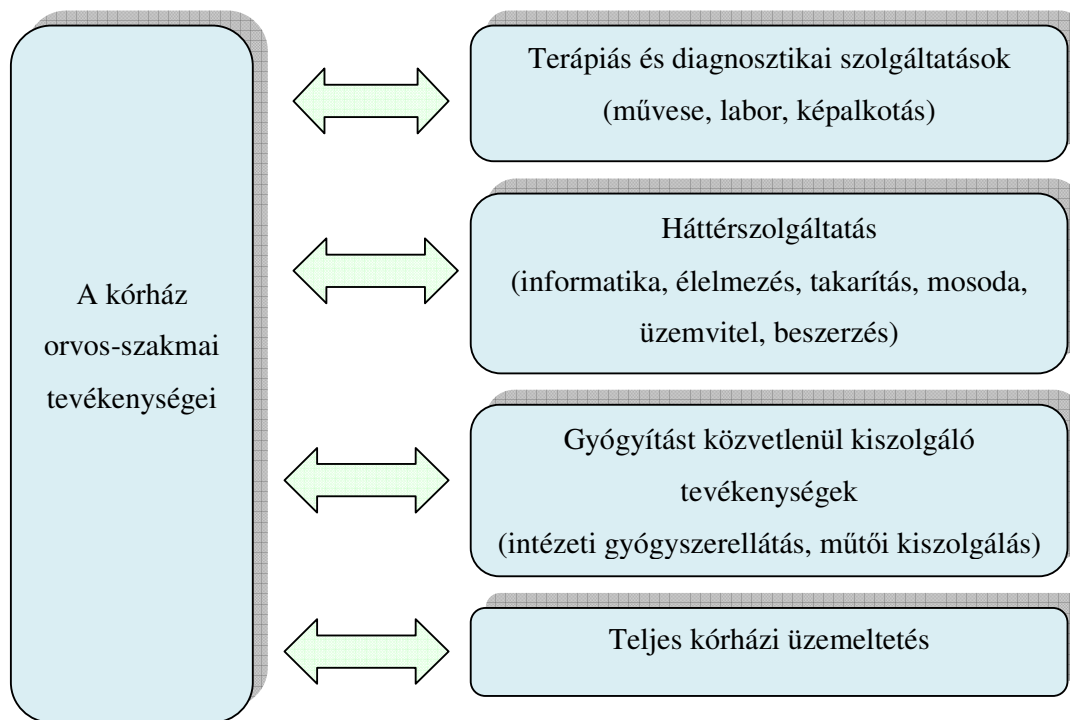 A kórház
orvos-szakmai
tevékenységei
Terápiás és diagnosztikai szolgáltatások
(művese, labor, képalkotás)
Háttérszolgáltatás
(informatika, élelmezés, takarítás, mosoda,
üzemvitel, beszerzés)
Gyógyítást közvetlenül kiszolgáló
tevékenységek
(intézeti gyógyszerellátás, műtői kiszolgálás)
Teljes kórházi üzemeltetés